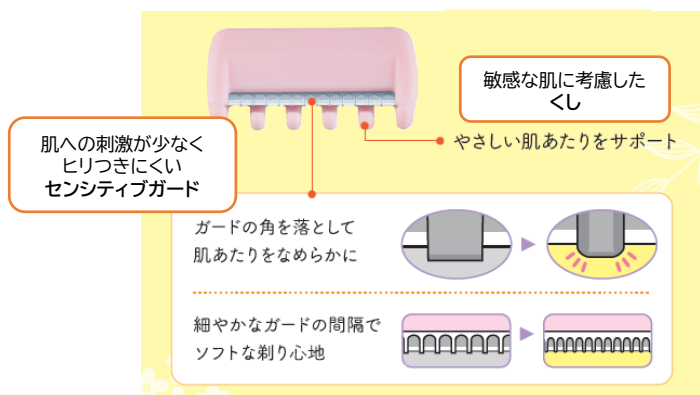 敏感な肌に考慮した
くし
やさしい肌あたりをサポート
肌への刺激が少なく
ヒリつきにくい
センシティブガード
ガードの角を落として
肌あたりをなめらかに
細やかなガードの間隔で
ソフトな剃り心地